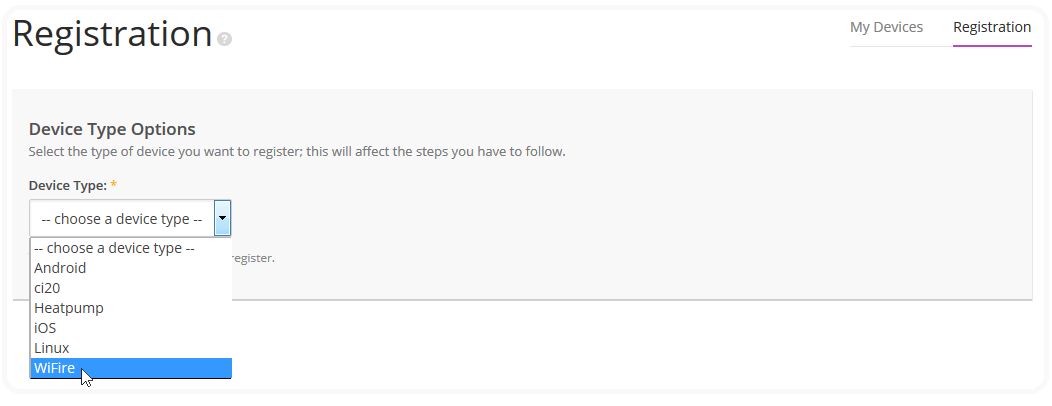 Registration ?
My Devices
Registration
Device Type Options
Select the type of device you want to register; this will affect the steps you have to follow.
Device Type: *
-- choose a device type --
-- choose a device type --
Android
register.
ci20
Heatpump
iOS
Linux
WiFire